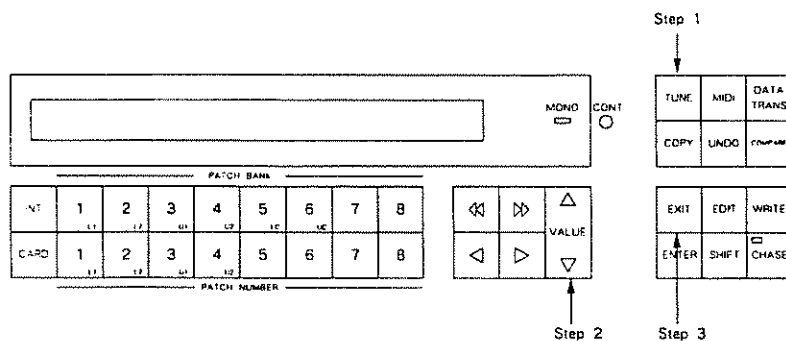 Step 1
MONO CONT
TUNE MIDI DATA TRANS
COPY UNDO COMPARE
PATCH BANK
INT 1 2 3 4 5 6 7 8
VALUE
EXIT EDIT WRITE
CARD 1 2 3 4 5 6 7 8
ENTER SHIFT CHASE
PATCH NUMBER
Step 2 Step 3